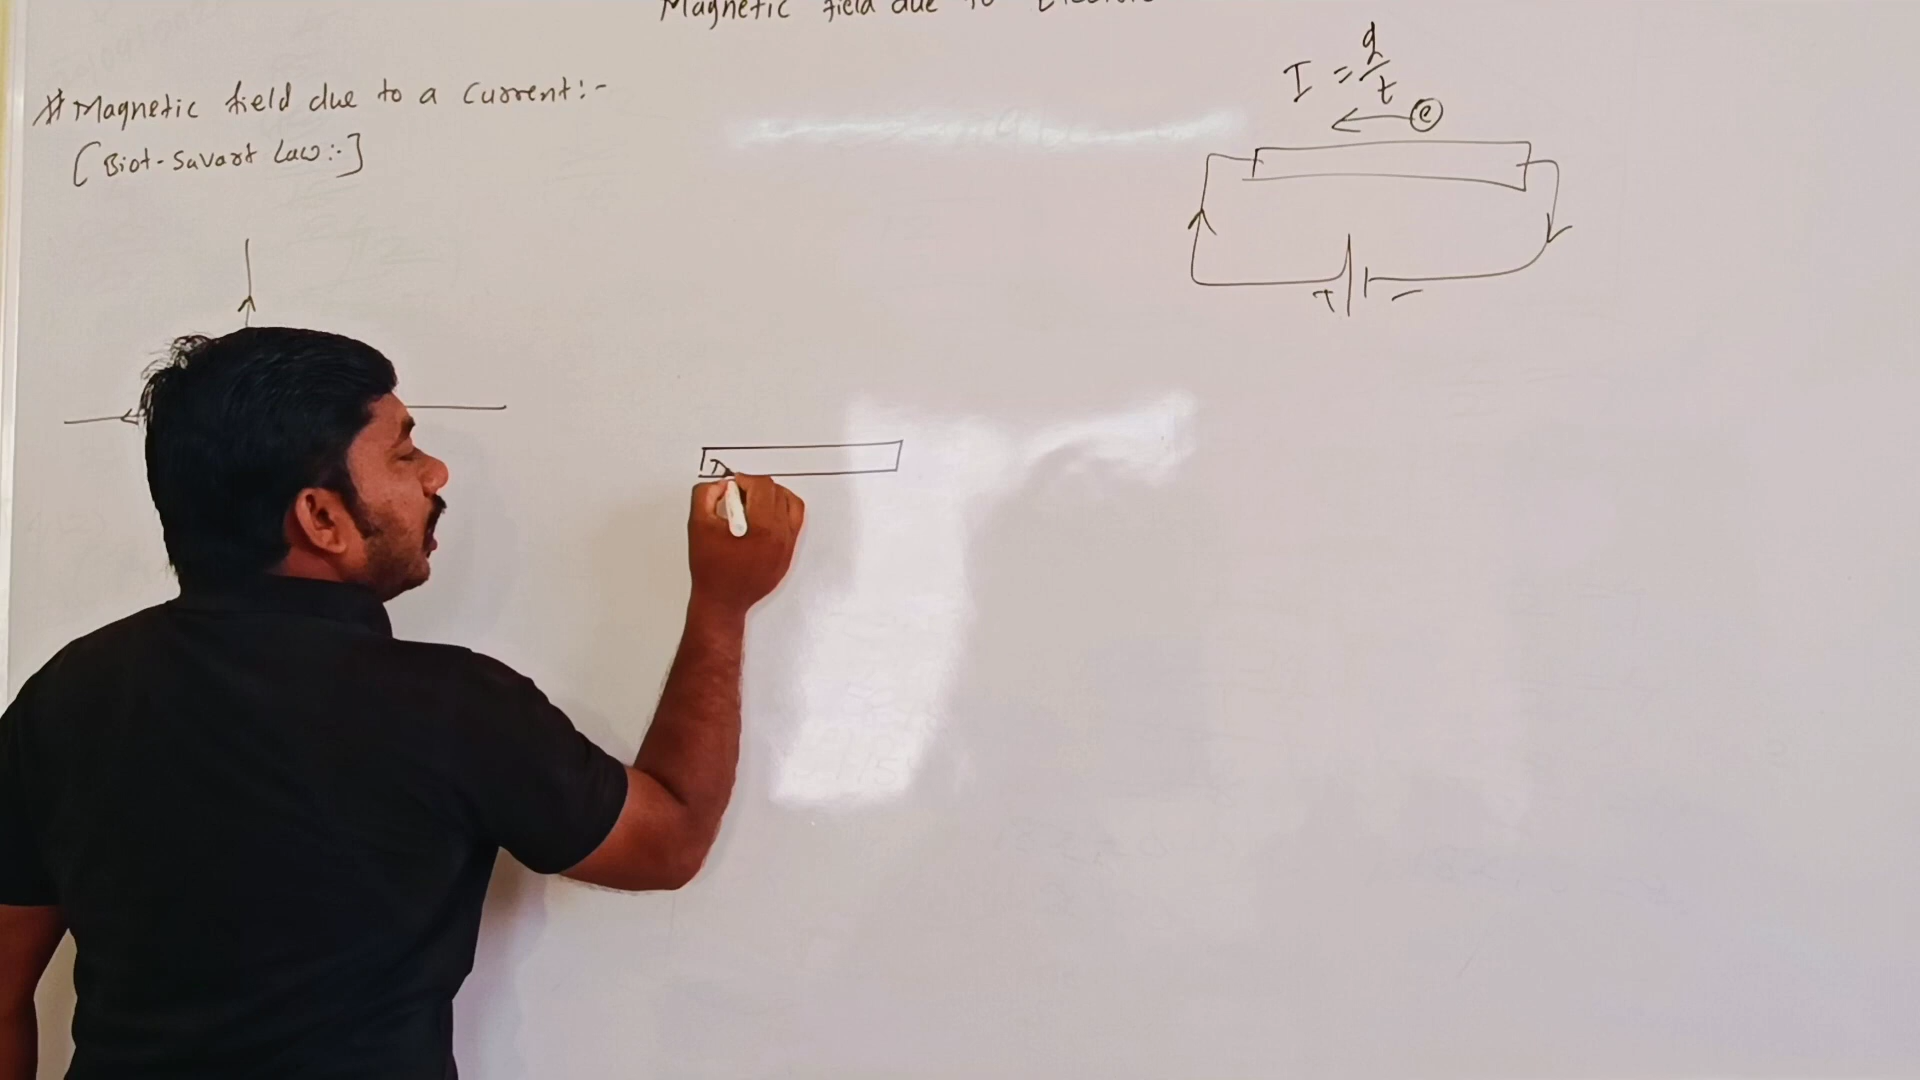 Magnetic field due to
# Magnetic field due to a Current:-
[Biot-Savart Law:-]
I = q/t
e
+ -